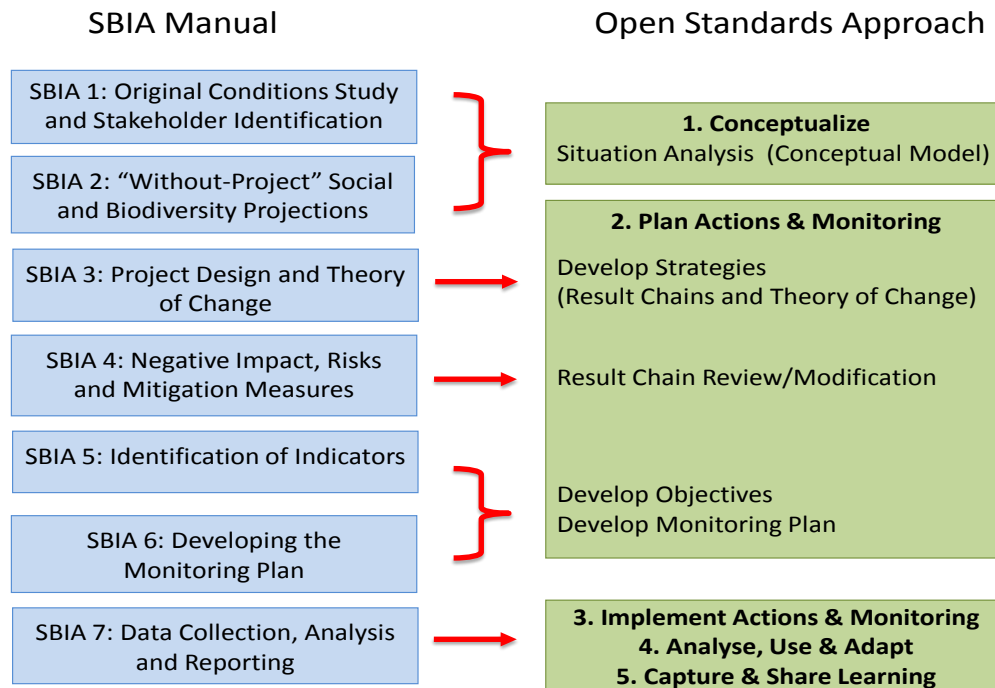 SBIA Manual
Open Standards Approach
SBIA 1: Original Conditions Study
and Stakeholder Identification
SBIA 2: “Without-Project” Social
and Biodiversity Projections
SBIA 3: Project Design and Theory
of Change
SBIA 4: Negative Impact, Risks
and Mitigation Measures
SBIA 5: Identification of Indicators
SBIA 6: Developing the
Monitoring Plan
SBIA 7: Data Collection, Analysis
and Reporting
1. Conceptualize
Situation Analysis (Conceptual Model)
2. Plan Actions & Monitoring
Develop Strategies
(Result Chains and Theory of Change)
Result Chain Review/Modification
Develop Objectives
Develop Monitoring Plan
3. Implement Actions & Monitoring
4. Analyse, Use & Adapt
5. Capture & Share Learning